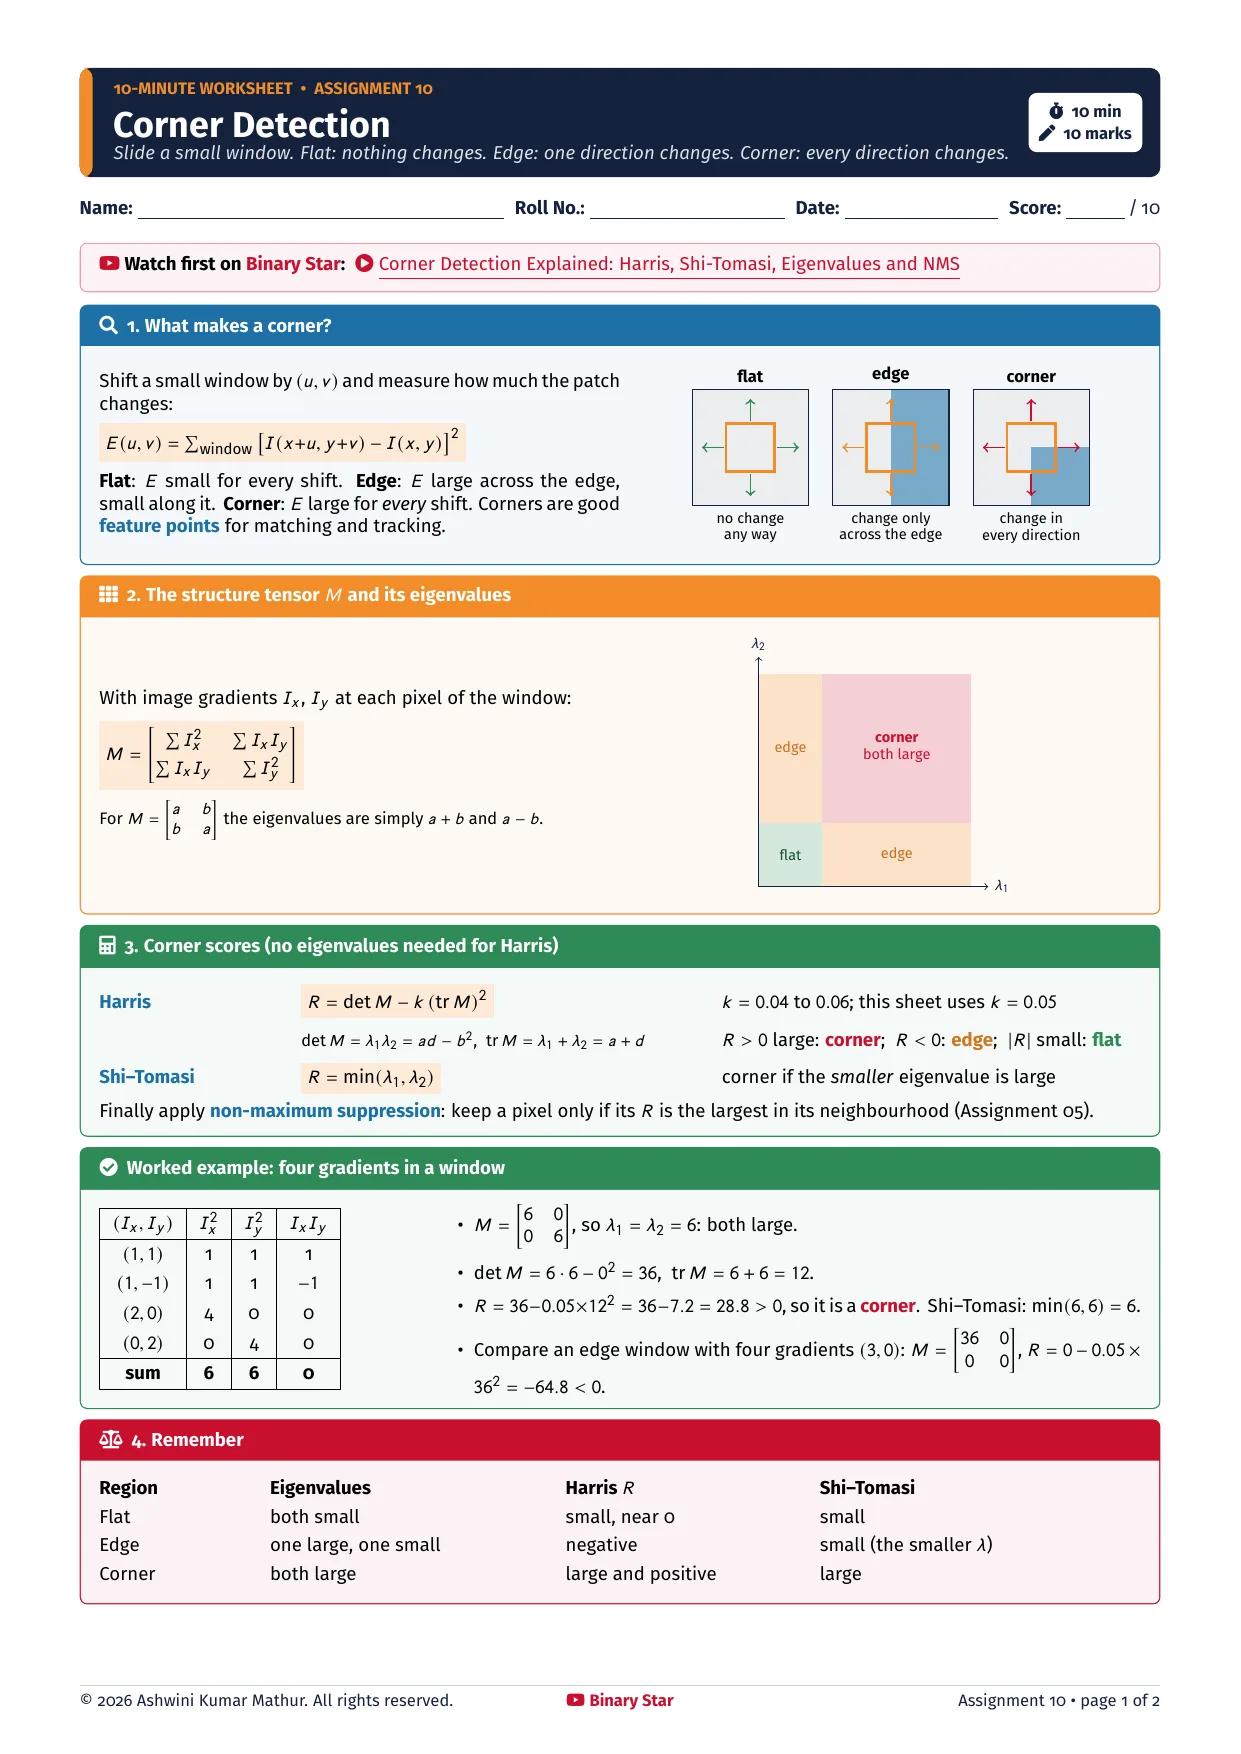 10-MINUTE WORKSHEET • ASSIGNMENT 10
Corner Detection
Slide a small window. Flat: nothing changes. Edge: one direction changes. Corner: every direction changes.
10 min
10 marks
Name: Roll No.: Date: Score: / 10
Watch first on Binary Star: Corner Detection Explained: Harris, Shi-Tomasi, Eigenvalues and NMS
1. What makes a corner?
Shift a small window by (u, v) and measure how much the patch
changes:
E(u, v) = ∑window [I(x+u, y+v) − I(x, y)]²
Flat: E small for every shift. Edge: E large across the edge,
small along it. Corner: E large for every shift. Corners are good
feature points for matching and tracking.
flat
no change
any way
edge
change only
across the edge
corner
change in
every direction
2. The structure tensor M and its eigenvalues
With image gradients Iₓ, I_y at each pixel of the window:
M = [∑ Iₓ² ∑ Iₓ I_y
∑ Iₓ I_y ∑ I_y²]
For M = [a b
b a] the eigenvalues are simply a + b and a − b.
λ₂
edge
corner
both large
flat
edge
λ₁
3. Corner scores (no eigenvalues needed for Harris)
Harris R = det M − k (tr M)² k = 0.04 to 0.06; this sheet uses k = 0.05
det M = λ₁λ₂ = ad − b², tr M = λ₁ + λ₂ = a + d R > 0 large: corner; R < 0: edge; |R| small: flat
Shi–Tomasi R = min(λ₁, λ₂) corner if the smaller eigenvalue is large
Finally apply non-maximum suppression: keep a pixel only if its R is the largest in its neighbourhood (Assignment 05).
Worked example: four gradients in a window
(Iₓ, I_y) Iₓ² I_y² Iₓ I_y
(1, 1) 1 1 1
(1, −1) 1 1 −1
(2, 0) 4 0 0
(0, 2) 0 4 0
sum 6 6 0
• M = [6 0
0 6], so λ₁ = λ₂ = 6: both large.
• det M = 6 · 6 − 0² = 36, tr M = 6 + 6 = 12.
• R = 36−0.05×12² = 36−7.2 = 28.8 > 0, so it is a corner. Shi–Tomasi: min(6, 6) = 6.
• Compare an edge window with four gradients (3, 0): M = [36 0
0 0], R = 0 − 0.05 ×
36² = −64.8 < 0.
4. Remember
Region Eigenvalues Harris R Shi–Tomasi
Flat both small small, near 0 small
Edge one large, one small negative small (the smaller λ)
Corner both large large and positive large
© 2026 Ashwini Kumar Mathur. All rights reserved. Binary Star Assignment 10 • page 1 of 2